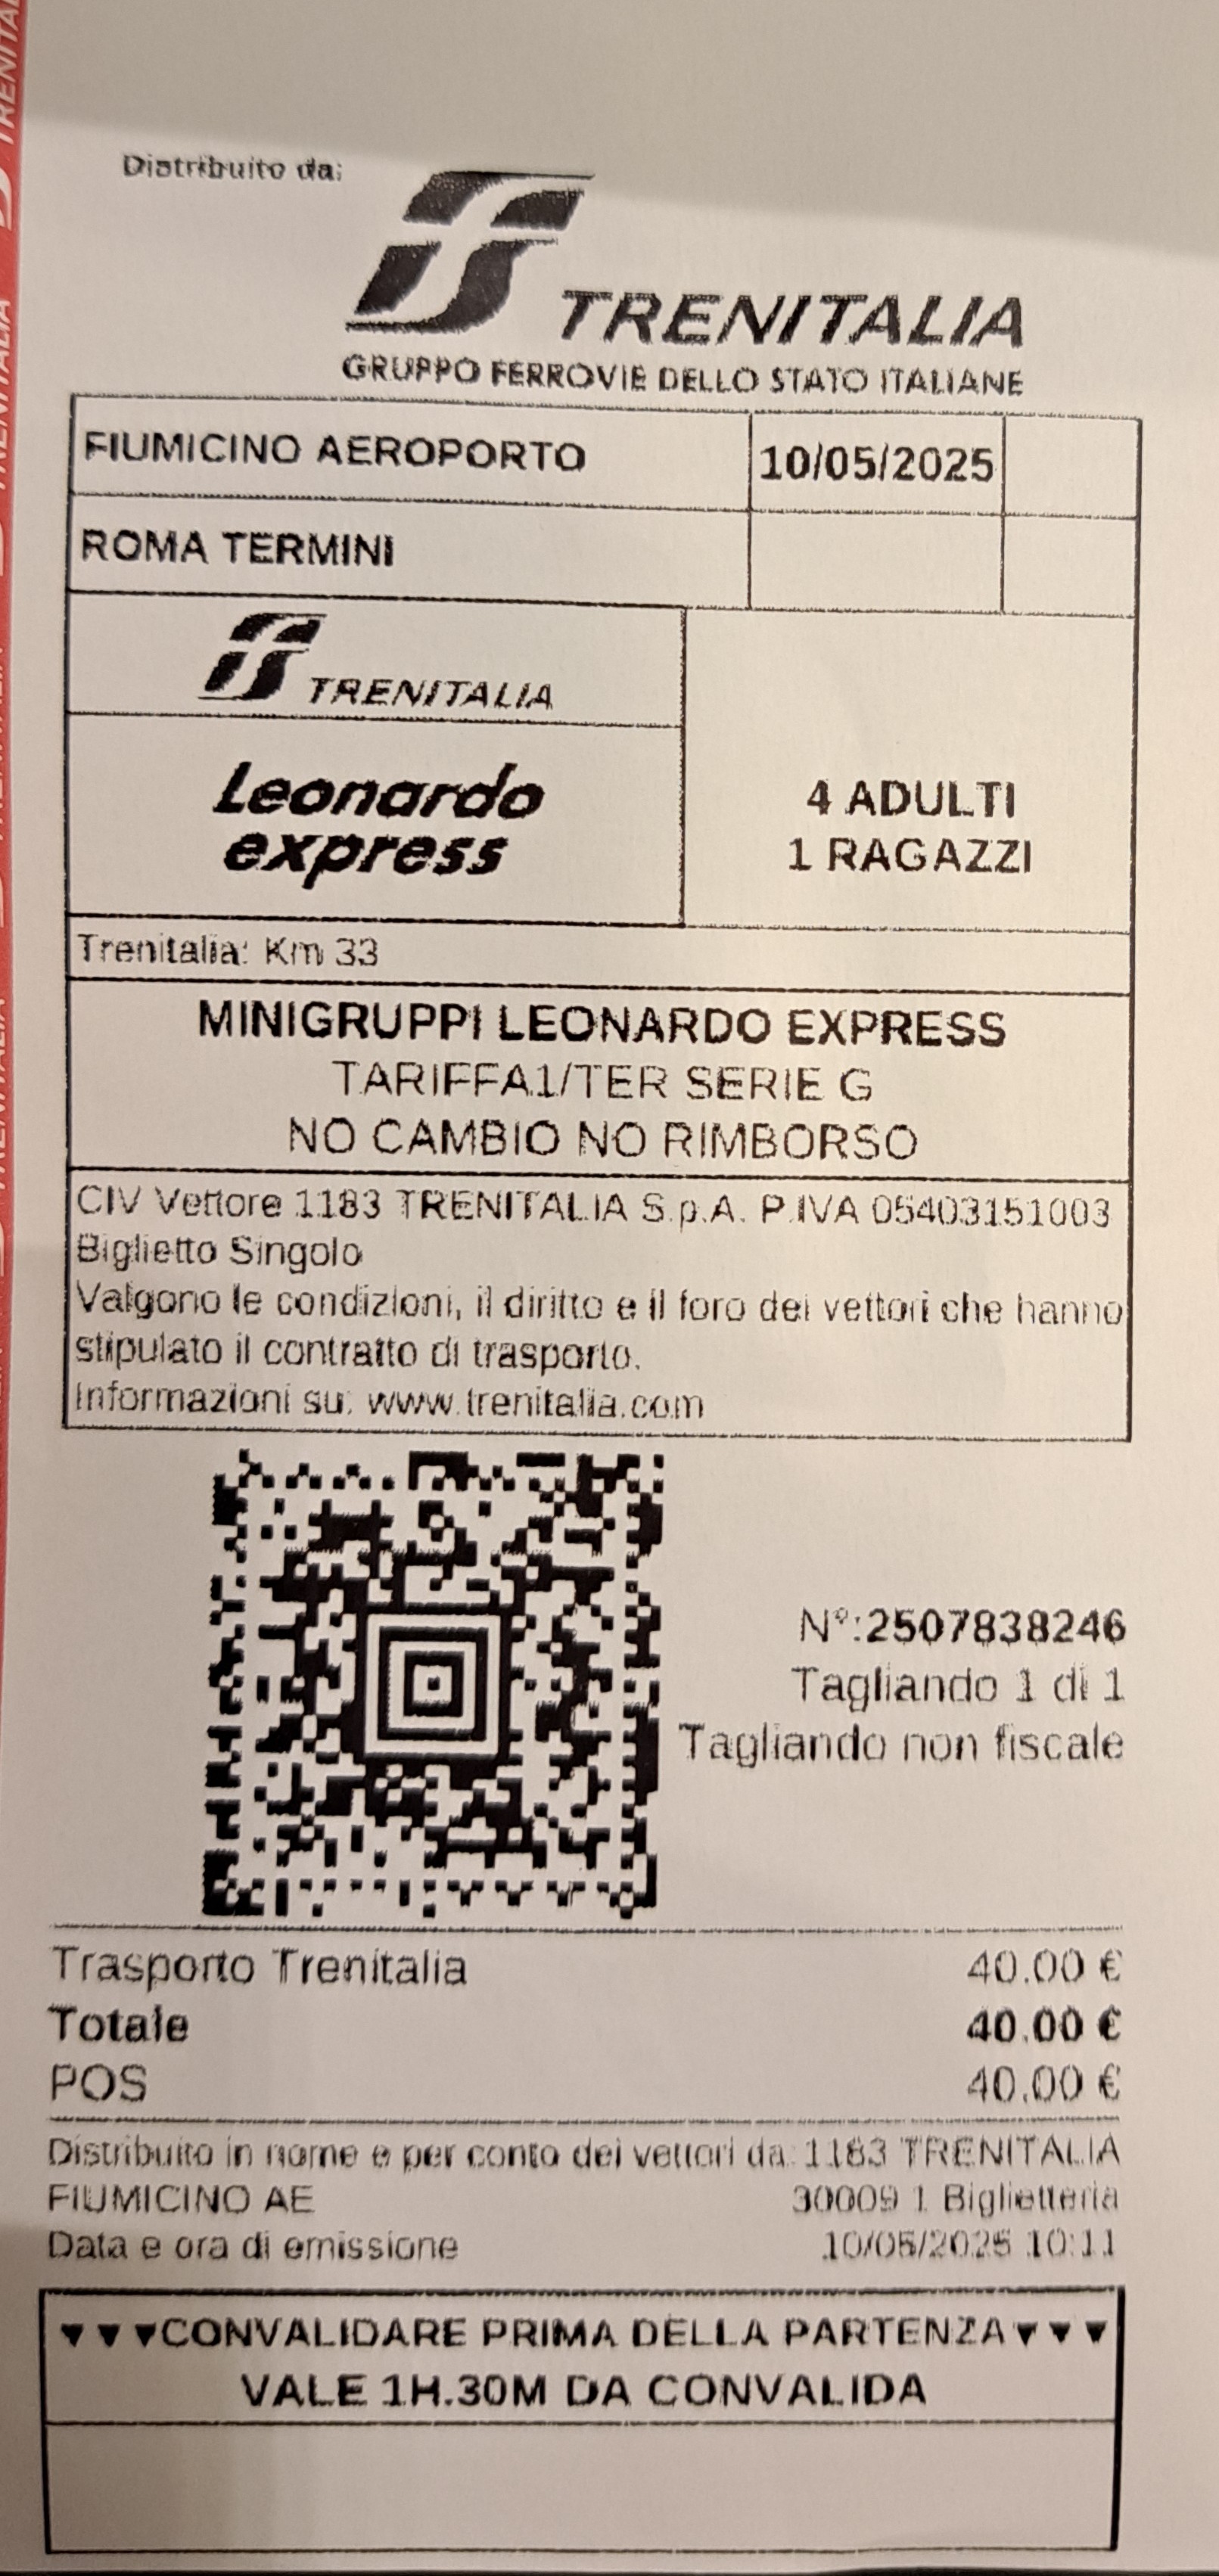 Distribuito da:
TRENITALIA
GRUPPO FERROVIE DELLO STATO ITALIANE
FIUMICINO AEROPORTO 10/05/2025
ROMA TERMINI
TRENITALIA
Leonardo
express
4 ADULTI
1 RAGAZZI
Trenitalia: Km 33
MINIGRUPPI LEONARDO EXPRESS
TARIFFA1/TER SERIE G
NO CAMBIO NO RIMBORSO
CIV Vettore 1183 TRENITALIA S.p.A. P.IVA 05403151003
Biglietto Singolo
Valgono le condizioni, il diritto e il foro dei vettori che hanno
stipulato il contratto di trasporto.
Informazioni su: www.trenitalia.com
N°:2507838246
Tagliando 1 di 1
Tagliando non fiscale
Trasporto Trenitalia 40.00 €
Totale 40.00 €
POS 40.00 €
Distribuito in nome e per conto dei vettori da: 1183 TRENITALIA
FIUMICINO AE 30009 1 Biglietteria
Data e ora di emissione 10/05/2025 10:11
▼ ▼ ▼CONVALIDARE PRIMA DELLA PARTENZA▼ ▼ ▼
VALE 1H.30M DA CONVALIDA
TRENITALIA
TRENITALIA
TRENITALIA